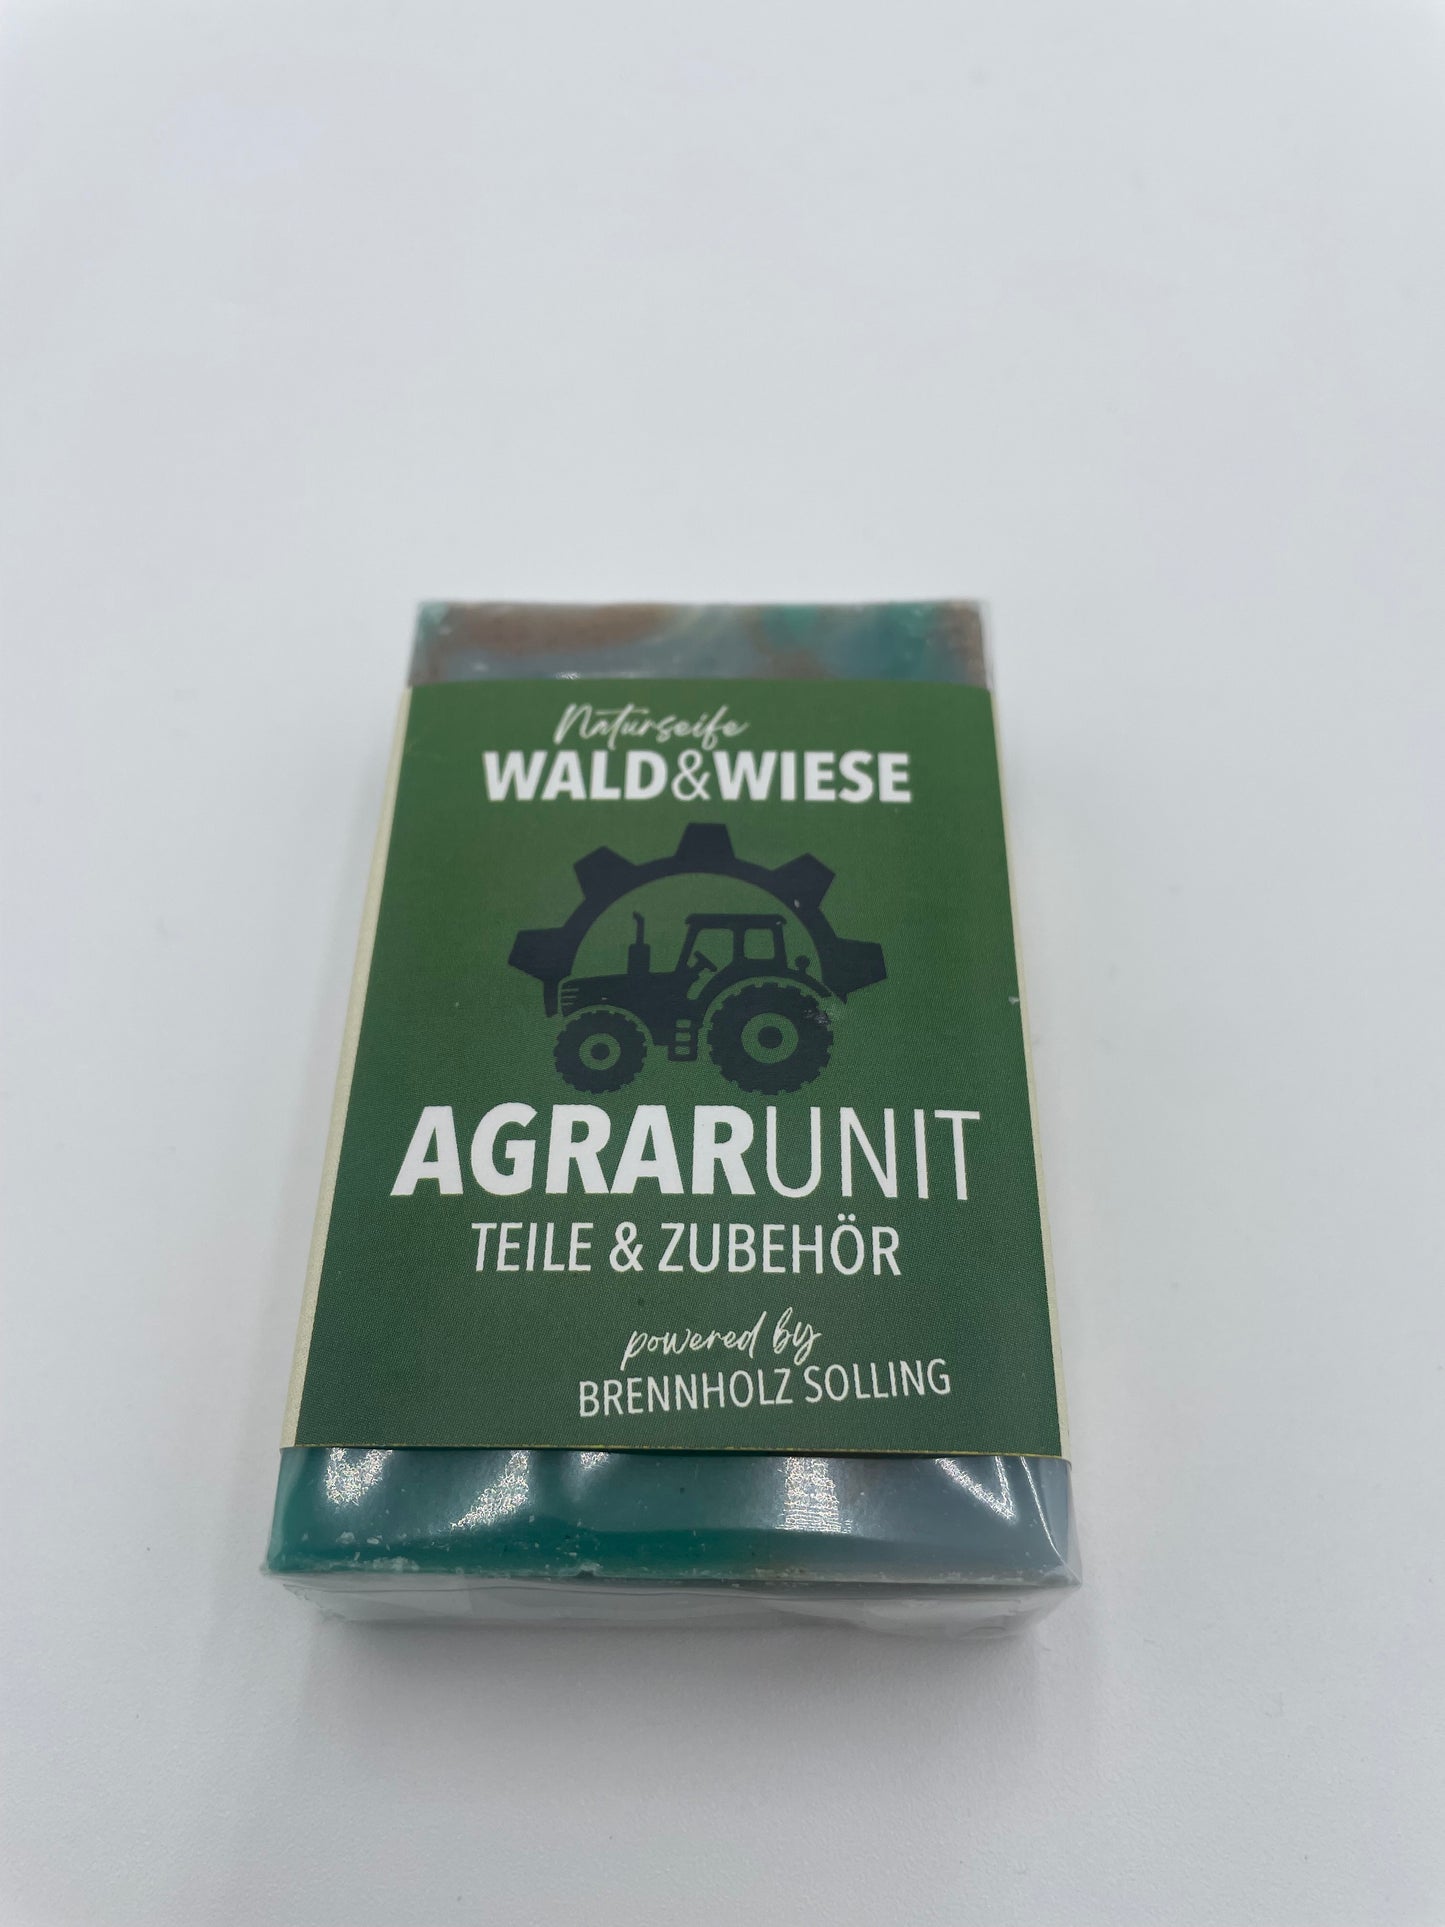 Naturseife
WALD&WIESE
AGRARUNIT
TEILE & ZUBEHÖR
powered by
BRENNHOLZ SOLLING